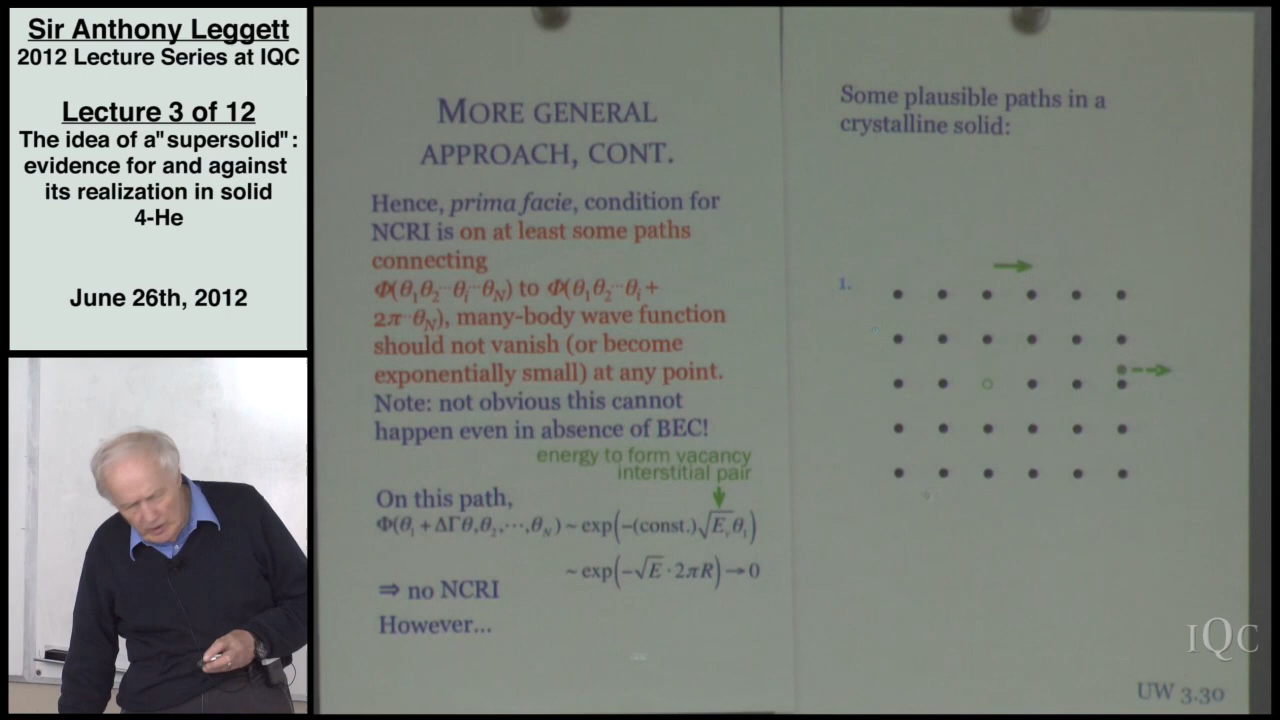 Sir Anthony Leggett
2012 Lecture Series at IQC
Lecture 3 of 12
The idea of a"supersolid":
evidence for and against
its realization in solid
4-He
June 26th, 2012
MORE GENERAL
APPROACH, CONT.
Hence, prima facie, condition for
NCRI is on at least some paths
connecting
Φ(θ₁θ₂⋯θᵢ⋯θ_N) to Φ(θ₁θ₂⋯θᵢ +
2π⋯θ_N), many-body wave function
should not vanish (or become
exponentially small) at any point.
Note: not obvious this cannot
happen even in absence of BEC!
energy to form vacancy
interstitial pair
On this path,
Φ(θ₁ + ΔΓθ,θ₂,⋯,θ_N) ~ exp(−(const.)√Eᵥθ₁)
~ exp(−√E · 2πR) → 0
⇒ no NCRI
However...
Some plausible paths in a
crystalline solid:
1.
IQC
UW 3.30